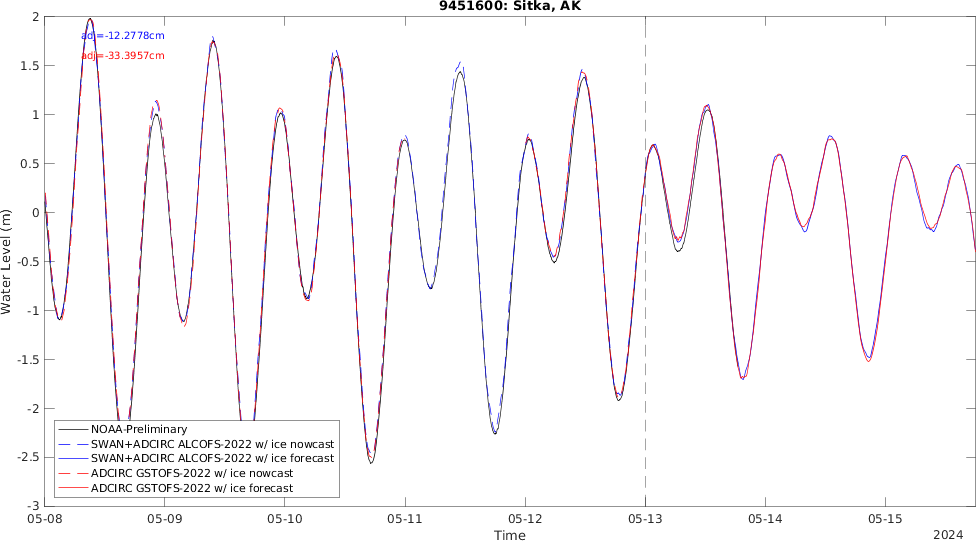 9451600: Sitka, AK
adj=-12.2778cm
adj=-33.3957cm
Water Level (m)
2
1.5
1
0.5
0
-0.5
-1
-1.5
-2
-2.5
-3
NOAA-Preliminary
SWAN+ADCIRC ALCOFS-2022 w/ ice nowcast
SWAN+ADCIRC ALCOFS-2022 w/ ice forecast
ADCIRC GSTOFS-2022 w/ ice nowcast
ADCIRC GSTOFS-2022 w/ ice forecast
05-08 05-09 05-10 05-11 05-12 05-13 05-14 05-15
Time
2024